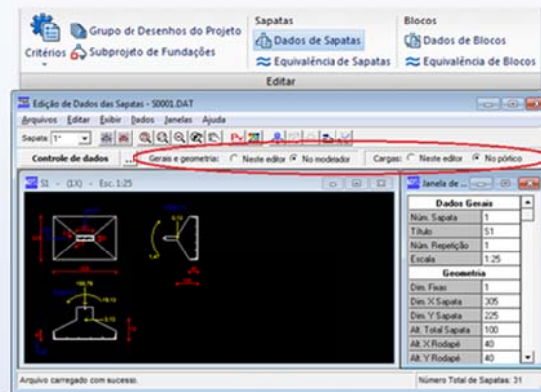 Critérios
Grupo de Desenhos do Projeto
Subprojeto de Fundações
Sapatas
Dados de Sapatas
Equivalência de Sapatas
Blocos
Dados de Blocos
Equivalência de Blocos
Editar
Edição de Dados das Sapatas - S0001.DAT
Arquivos Editar Exibir Dados Janelas Ajuda
Sapata 1"
Controle de dados ... Gerais e geometria: Neste editor No modelador Cargas: Neste editor No pórtico
S1 - (1X) - Esc. 1:25
Janela de ...
Dados Gerais
Núm. Sapata 1
Título S1
Núm. Repetição 1
Escala 1:25
Geometria
Dim. Fixas 1
Dim. X Sapata 305
Dim. Y Sapata 225
Alt. Total Sapata 100
Alt. X Rodapé 40
Alt. Y Rodapé 40
Arquivo carregado com sucesso.
Número Total de Sapatas: 31